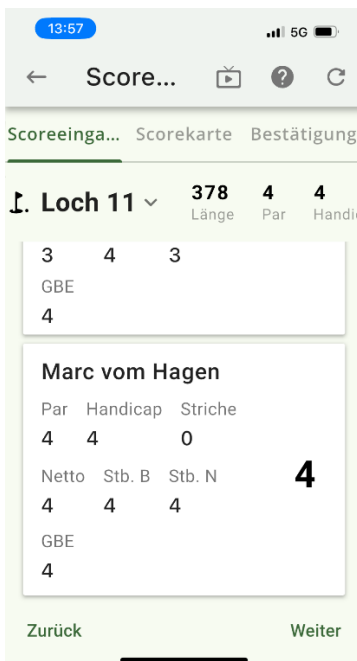 13:57
5G
Score...
Scoreeinga... Scorekarte Bestätigung
Loch 11 378 4 4
Länge Par Handi
3 4 3
GBE
4
Marc vom Hagen
Par Handicap Striche
4 4 0
Netto Stb. B Stb. N
4
4 4 4
GBE
4
Zurück Weiter